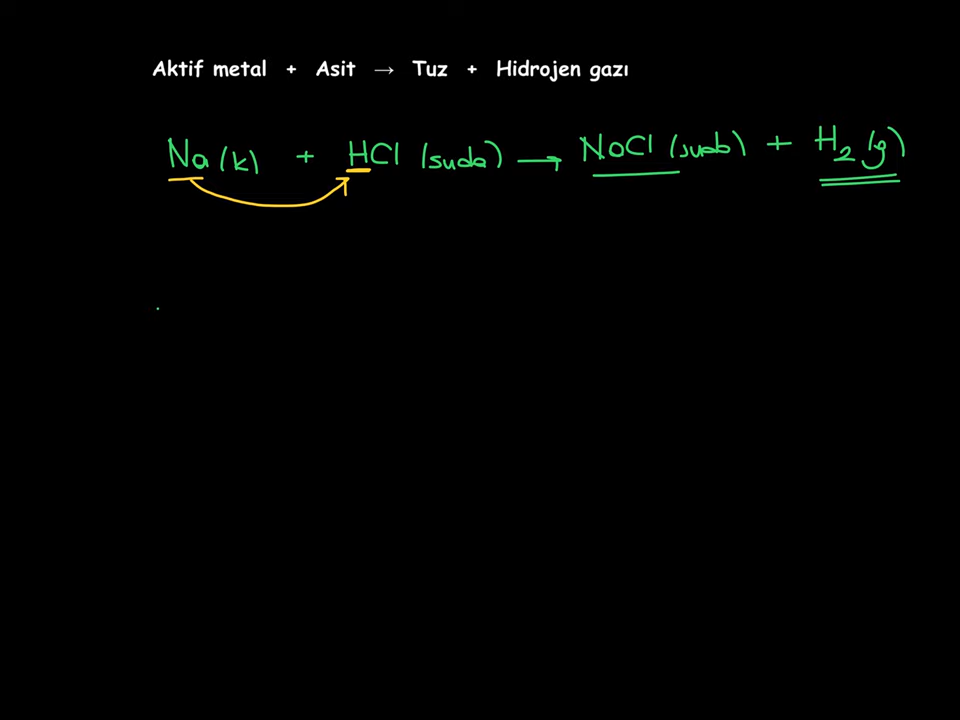 Aktif metal + Asit → Tuz + Hidrojen gazı
Na(k) + HCl (suda) → NaCl (suda) + H₂(g)